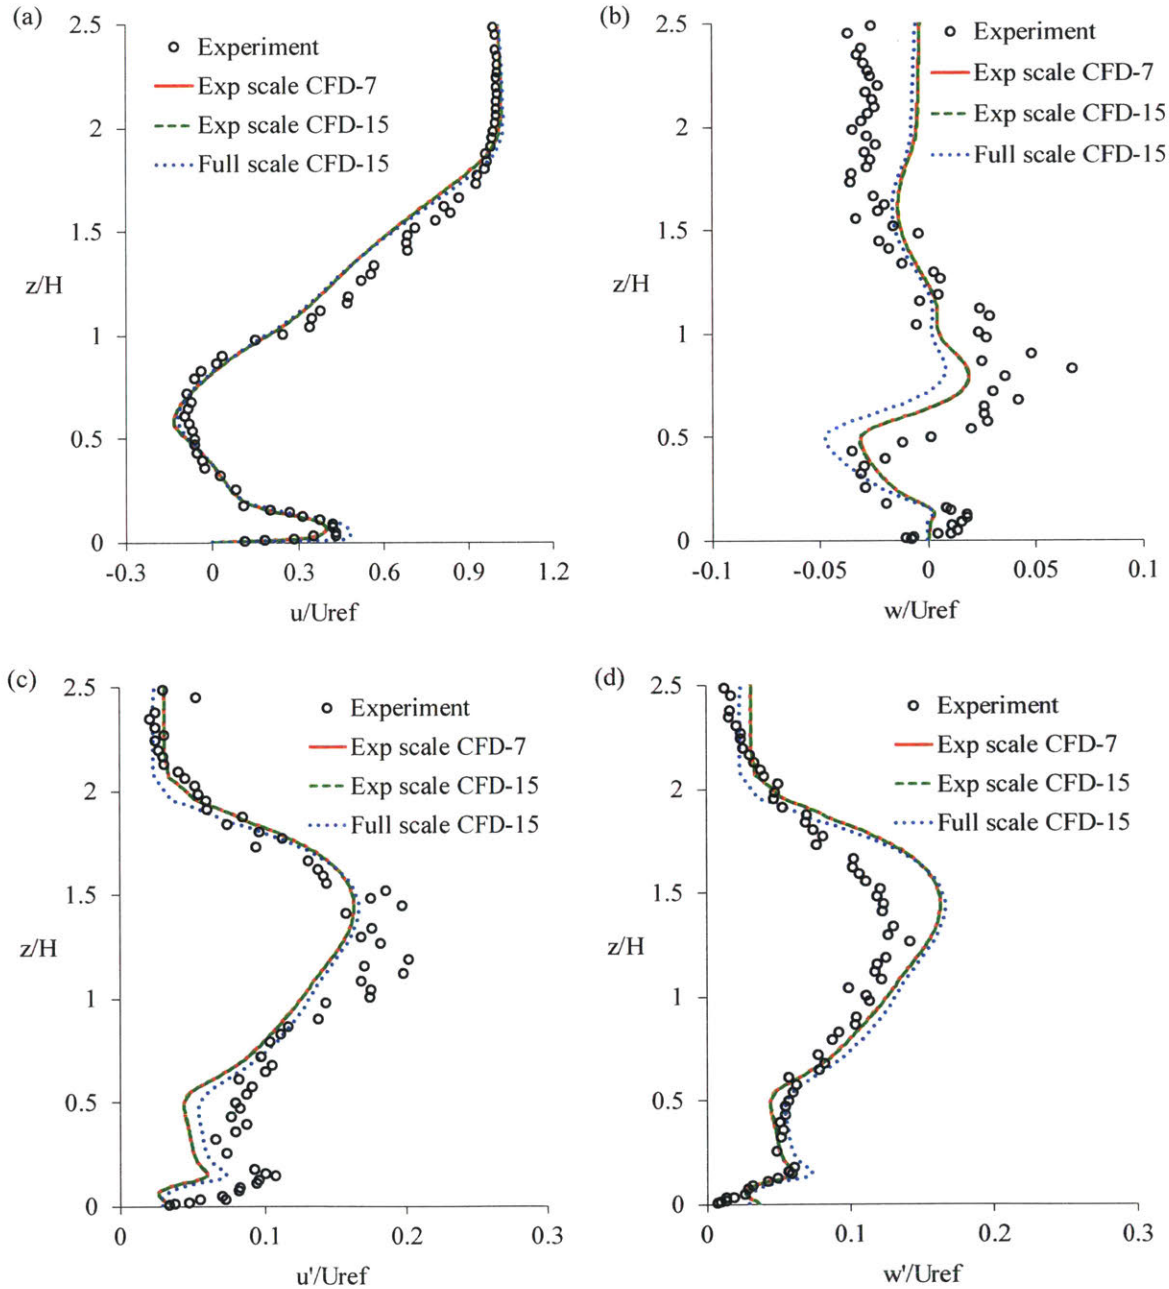 (a)
2.5
2
1.5
1
0.5
0
z/H
-0.3 0 0.3 0.6 0.9 1.2
u/Uref
Experiment
Exp scale CFD-7
Exp scale CFD-15
Full scale CFD-15
(b)
2.5
2
1.5
1
0.5
0
z/H
-0.1 -0.05 0 0.05 0.1
w/Uref
Experiment
Exp scale CFD-7
Exp scale CFD-15
Full scale CFD-15
(c)
2.5
2
1.5
1
0.5
0
z/H
0 0.1 0.2 0.3
u'/Uref
Experiment
Exp scale CFD-7
Exp scale CFD-15
Full scale CFD-15
(d)
2.5
2
1.5
1
0.5
0
z/H
0 0.1 0.2 0.3
w'/Uref
Experiment
Exp scale CFD-7
Exp scale CFD-15
Full scale CFD-15